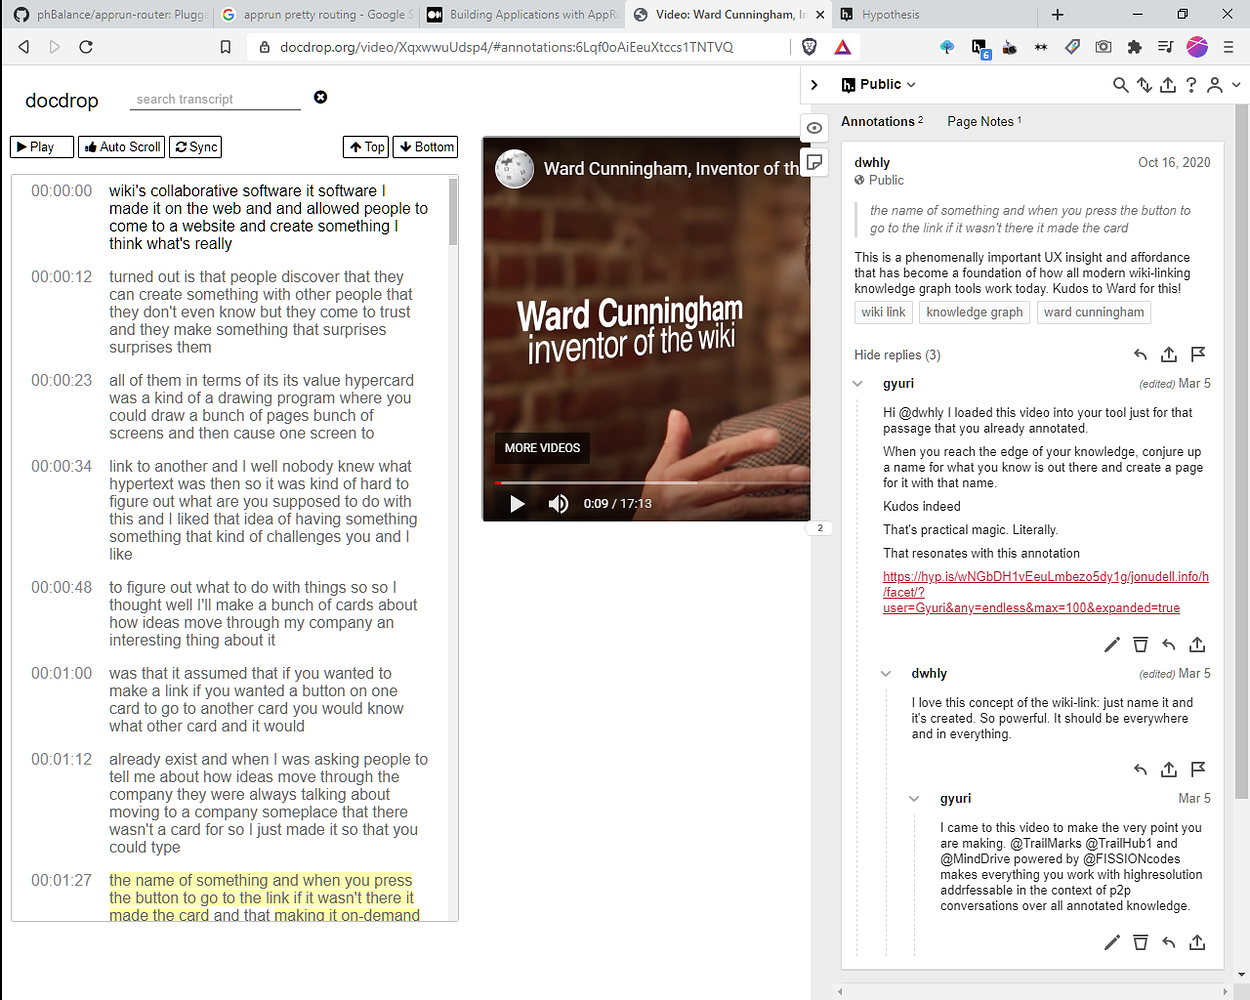 phBalance/apprun-router: Plugg
apprun pretty routing - Google S
Building Applications with AppRu
Video: Ward Cunningham, In
Hypothesis
docdrop.org/video/XqxwwuUdsp4/#annotations:6Lqf0oAiEeuXtccs1TNTVQ
6
docdrop
search transcript
Play
Auto Scroll
Sync
Top
Bottom
00:00:00
wiki's collaborative software it software I
made it on the web and and allowed people to
come to a website and create something I
think what's really
00:00:12
turned out is that people discover that they
can create something with other people that
they don't even know but they come to trust
and they make something that surprises
surprises them
00:00:23
all of them in terms of its its value hypercard
was a kind of a drawing program where you
could draw a bunch of pages bunch of
screens and then cause one screen to
00:00:34
link to another and I well nobody knew what
hypertext was then so it was kind of hard to
figure out what are you supposed to do with
this and I liked that idea of having something
something that kind of challenges you and I
like
00:00:48
to figure out what to do with things so so I
thought well I'll make a bunch of cards about
how ideas move through my company an
interesting thing about it
00:01:00
was that it assumed that if you wanted to
make a link if you wanted a button on one
card to go to another card you would know
what other card and it would
00:01:12
already exist and when I was asking people to
tell me about how ideas move through the
company they were always talking about
moving to a company someplace that there
wasn't a card for so I just made it so that you
could type
00:01:27
the name of something and when you press
the button to go to the link if it wasn't there it
made the card and that making it on-demand
Ward Cunningham, Inventor of th
Ward Cunningham
inventor of the wiki
MORE VIDEOS
0:09 / 17:13
2
Public
Annotations 2
Page Notes 1
dwhly
Oct 16, 2020
Public
the name of something and when you press the button to
go to the link if it wasn't there it made the card
This is a phenomenally important UX insight and affordance
that has become a foundation of how all modern wiki-linking
knowledge graph tools work today. Kudos to Ward for this!
wiki link
knowledge graph
ward cunningham
Hide replies (3)
gyuri
(edited) Mar 5
Hi @dwhly I loaded this video into your tool just for that
passage that you already annotated.
When you reach the edge of your knowledge, conjure up
a name for what you know is out there and create a page
for it with that name.
Kudos indeed
That's practical magic. Literally.
That resonates with this annotation
https://hyp.is/wNGbDH1vEeuLmbezo5dy1g/jonudell.info/h
/facet/?
user=Gyuri&any=endless&max=100&expanded=true
dwhly
(edited) Mar 5
I love this concept of the wiki-link: just name it and
it's created. So powerful. It should be everywhere
and in everything.
gyuri
Mar 5
I came to this video to make the very point you
are making. @TrailMarks @TrailHub1 and
@MindDrive powered by @FISSIONcodes
makes everything you work with highresolution
addrfessable in the context of p2p
conversations over all annotated knowledge.